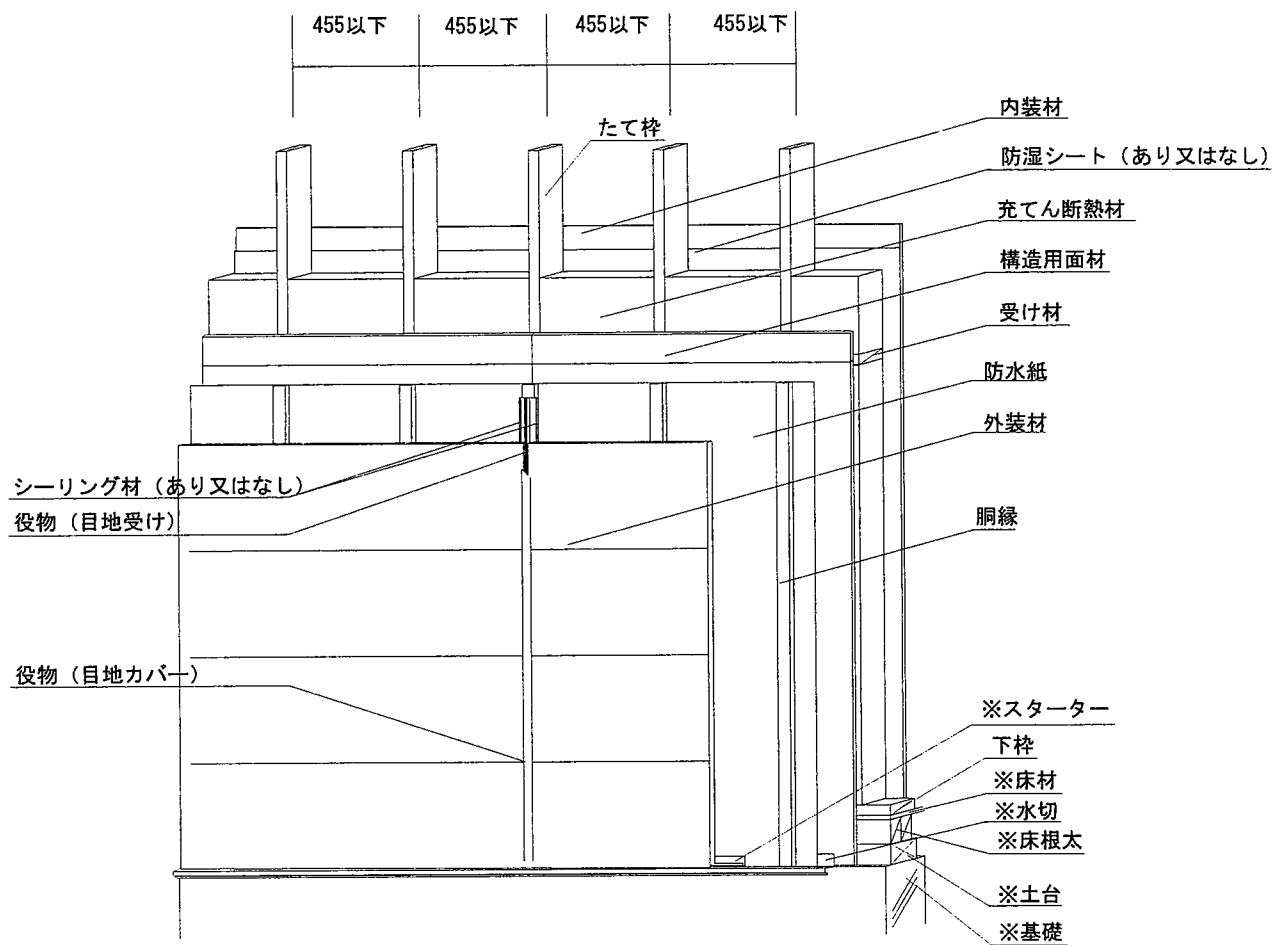 455以下 455以下 455以下 455以下
たて枠
内装材
防湿シート（あり又はなし）
充てん断熱材
構造用面材
受け材
防水紙
外装材
シーリング材（あり又はなし）
役物（目地受け）
胴縁
役物（目地カバー）
※スターター
下枠
※床材
※水切
※床根太
※土台
※基礎